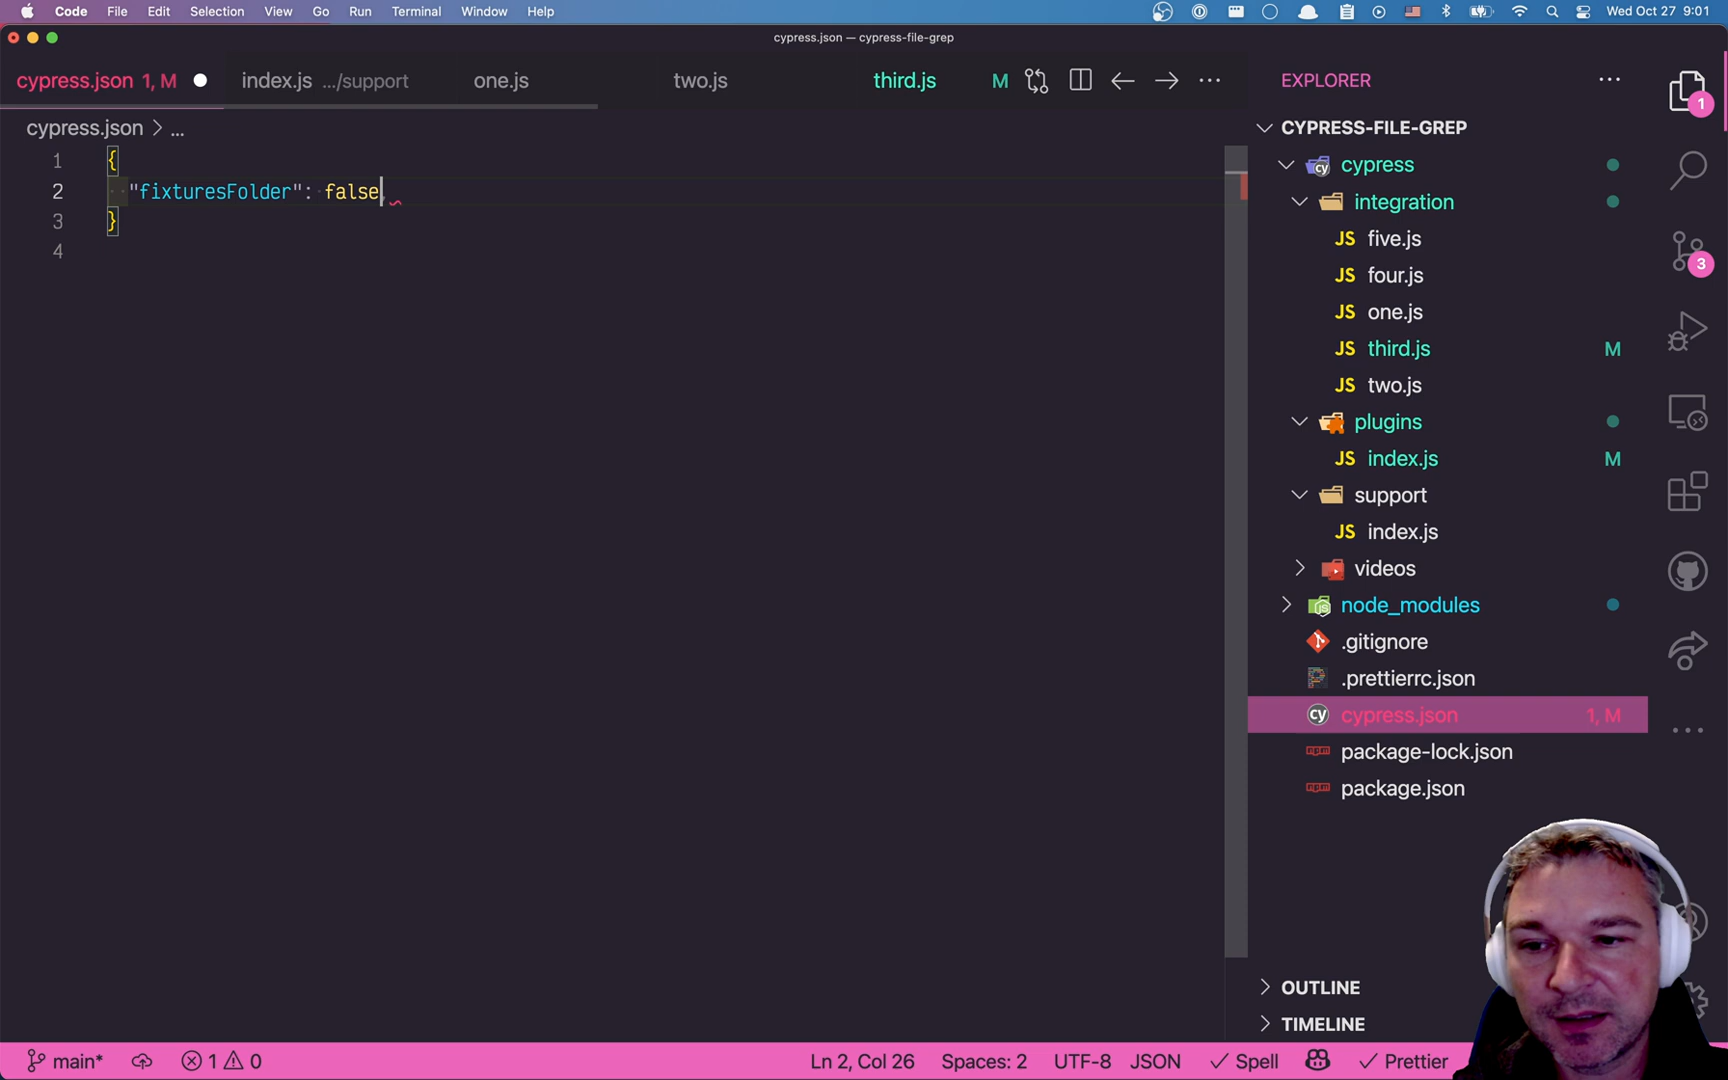 Code File Edit Selection View Go Run Terminal Window Help Wed Oct 27 9:01
cypress.json — cypress-file-grep
cypress.json 1, M index.js .../support one.js two.js third.js M
cypress.json > ...
1 {
2 "fixturesFolder": false,
3 }
4
EXPLORER
CYPRESS-FILE-GREP
cypress
integration
JS five.js
JS four.js
JS one.js
JS third.js M
JS two.js
plugins
JS index.js M
support
JS index.js
videos
node_modules
.gitignore
.prettierrc.json
cy cypress.json 1, M
package-lock.json
package.json
OUTLINE
TIMELINE
1
3
main* 1 0 Ln 2, Col 26 Spaces: 2 UTF-8 JSON Spell Prettier